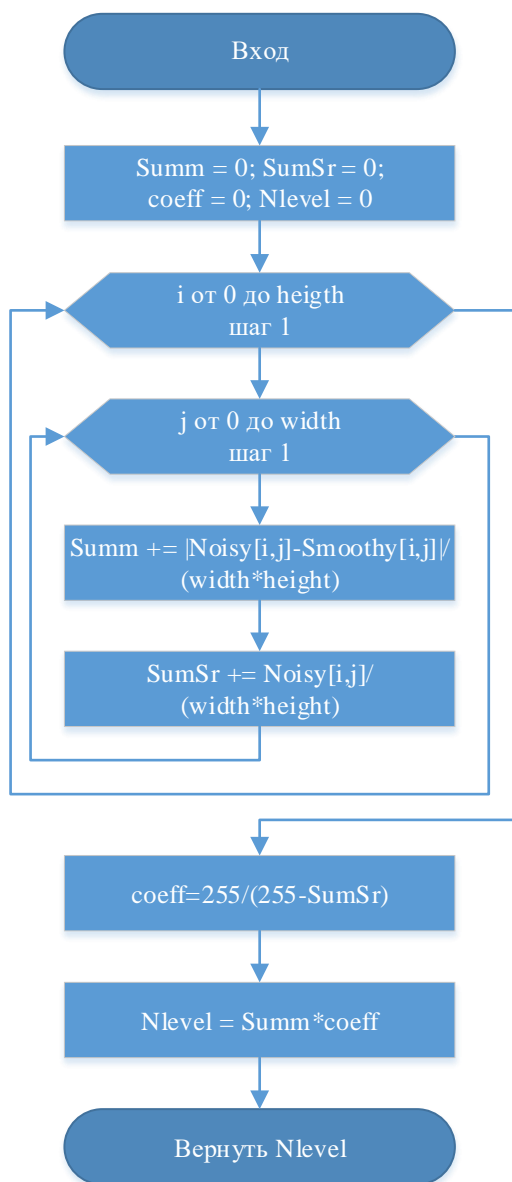 Вход
Summ = 0; SumSr = 0;
coeff = 0; Nlevel = 0
i от 0 до heigth
шаг 1
j от 0 до width
шаг 1
Summ += |Noisy[i,j]-Smoothy[i,j]|/
(width*height)
SumSr += Noisy[i,j]/
(width*height)
coeff=255/(255-SumSr)
Nlevel = Summ*coeff
Вернуть Nlevel